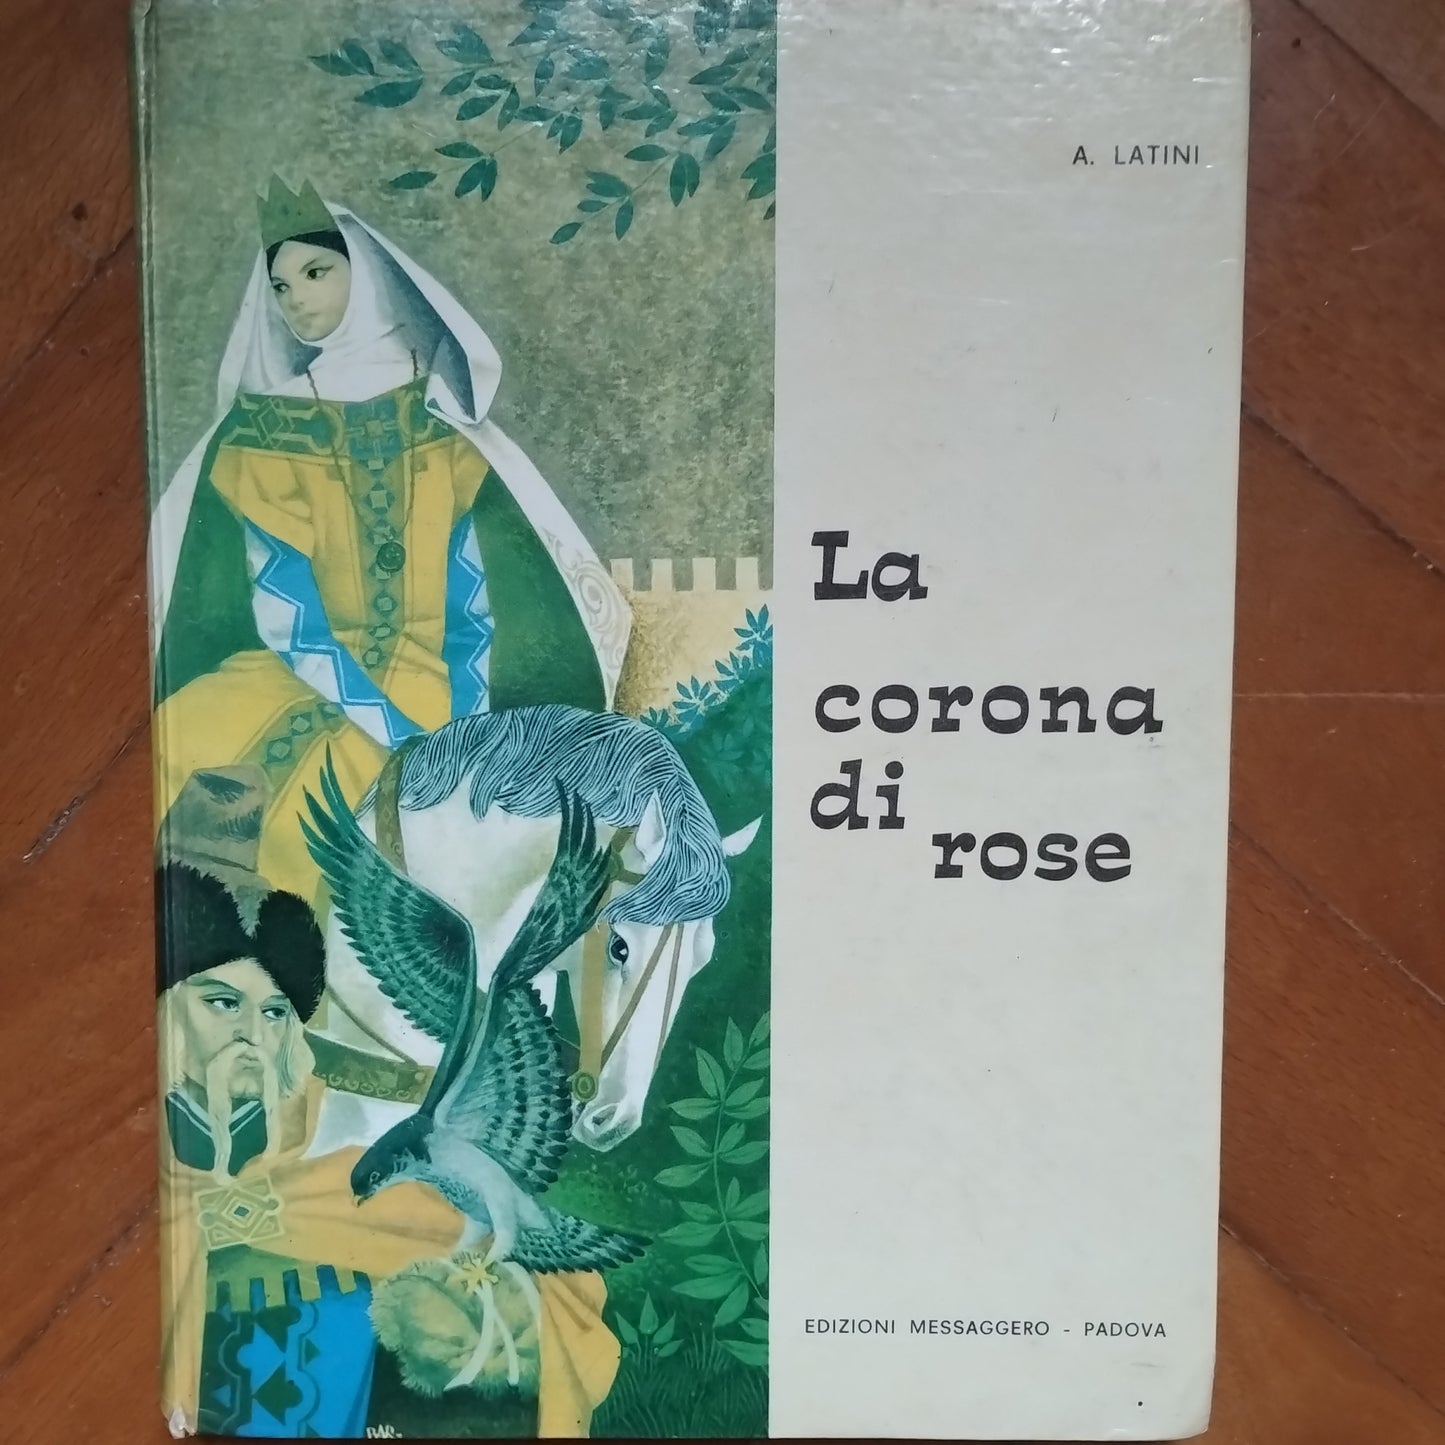 A. LATINI
La
corona
di
rose
EDIZIONI MESSAGGERO - PADOVA